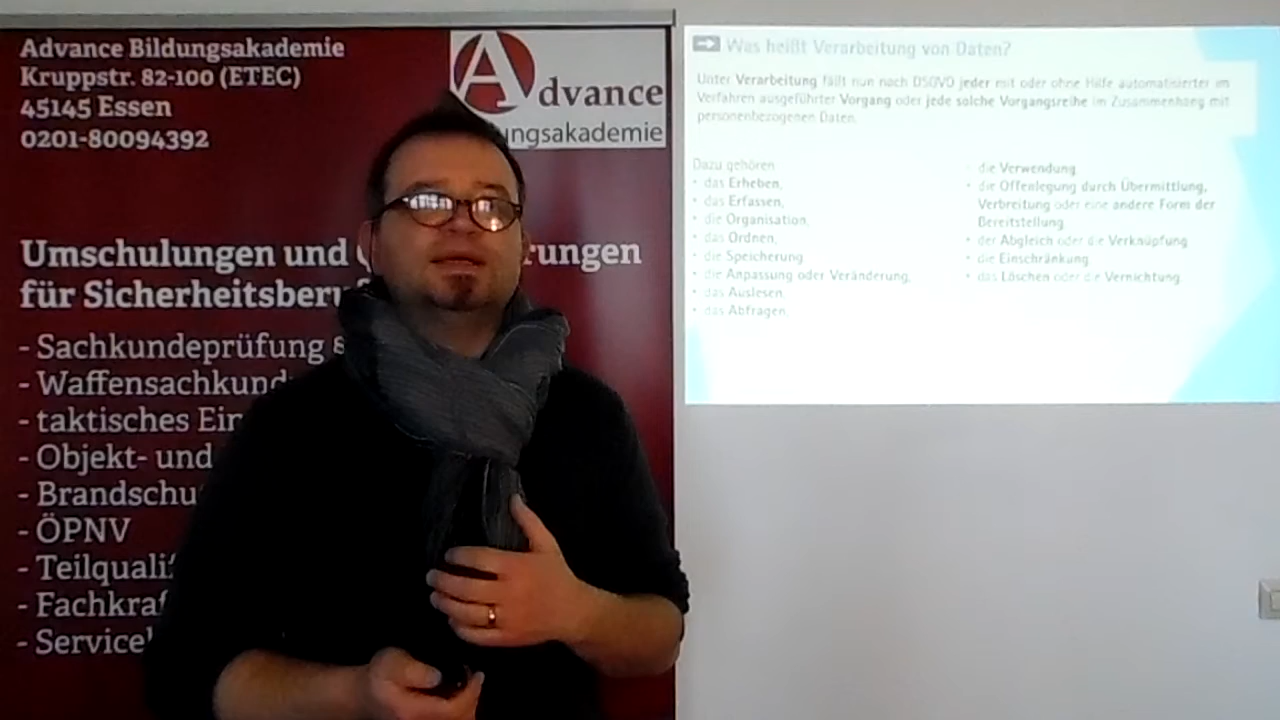 Advance Bildungsakademie
Kruppstr. 82-100 (ETEC)
45145 Essen
0201-80094392
Advance
ngsakademie
Umschulungen und
rungen
für Sicherheitsberu
- Sachkundeprüfung §
- Waffensachkund
- taktisches Ein
- Objekt- und
- Brandschu
- ÖPNV
- Teilquali
- Fachkraf
- Service
Was heißt Verarbeitung von Daten?
Unter Verarbeitung fällt nun nach DSGVO jeder mit oder ohne Hilfe automatisierter im
Verfahren ausgeführter Vorgang oder jede solche Vorgangsreihe im Zusammenhang mit
personenbezogenen Daten.
Dazu gehören
• das Erheben,
• das Erfassen,
• die Organisation,
• das Ordnen,
• die Speicherung
• die Anpassung oder Veränderung,
• das Auslesen,
• das Abfragen,
• die Verwendung
• die Offenlegung durch Übermittlung,
Verbreitung oder eine andere Form der
Bereitstellung
• der Abgleich oder die Verknüpfung
• die Einschränkung
• das Löschen oder die Vernichtung